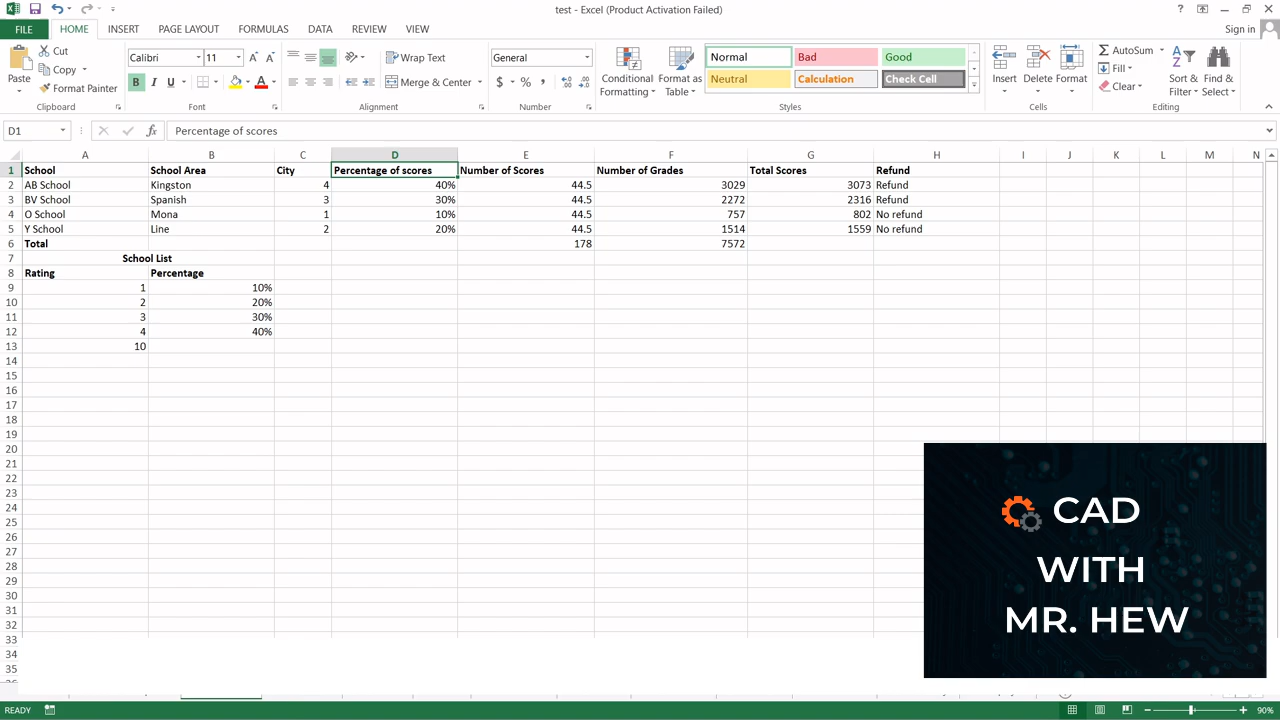 test - Excel (Product Activation Failed)
?
FILE HOME INSERT PAGE LAYOUT FORMULAS DATA REVIEW VIEW Sign in
Paste
Cut
Copy
Format Painter
Clipboard
Calibri 11
B I U
Font
Wrap Text
Merge & Center
Alignment
General
$ % ,
Number
Conditional Formatting
Format as Table
Normal Bad Good
Neutral Calculation Check Cell
Styles
Insert Delete Format
Cells
AutoSum
Fill
Clear
Sort & Filter
Find & Select
Editing
D1 fx Percentage of scores
A B C D E F G H I J K L M N
1 School School Area City Percentage of scores Number of Scores Number of Grades Total Scores Refund
2 AB School Kingston 4 40% 44.5 3029 3073 Refund
3 BV School Spanish 3 30% 44.5 2272 2316 Refund
4 O School Mona 1 10% 44.5 757 802 No refund
5 Y School Line 2 20% 44.5 1514 1559 No refund
6 Total 178 7572
7 School List
8 Rating Percentage
9 1 10%
10 2 20%
11 3 30%
12 4 40%
13 10
14
15
16
17
18
19
20
21
22
23
24
25
26
27
28
29
30
31
32
33
34
35
CAD
WITH
MR. HEW
READY 90%